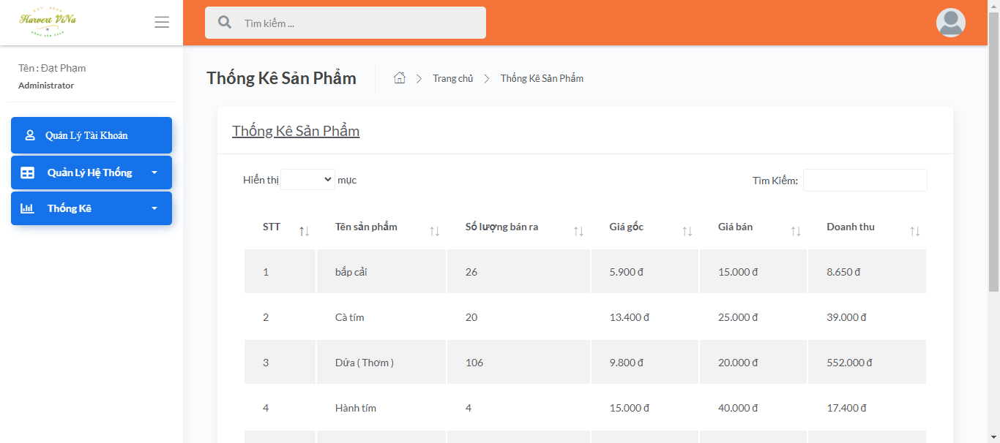 Harvert ViNa
Tìm kiếm ...
Tên : Đạt Phạm
Administrator
Quản Lý Tài Khoản
Quản Lý Hệ Thống
Thống Kê
Thống Kê Sản Phẩm
Trang chủ
Thống Kê Sản Phẩm
Thống Kê Sản Phẩm
Hiển thị mục
Tìm Kiếm:
STT Tên sản phẩm Số lượng bán ra Giá gốc Giá bán Doanh thu
1 bắp cải 26 5.900 đ 15.000 đ 8.650 đ
2 Cà tím 20 13.400 đ 25.000 đ 39.000 đ
3 Dứa ( Thơm ) 106 9.800 đ 20.000 đ 552.000 đ
4 Hành tím 4 15.000 đ 40.000 đ 17.400 đ